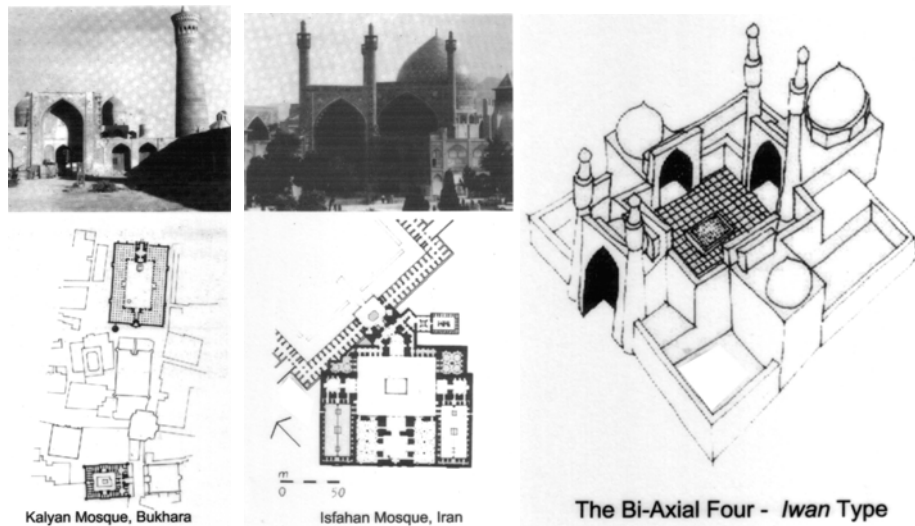 m
0 50
Kalyan Mosque, Bukhara
Isfahan Mosque, Iran
The Bi-Axial Four - Iwan Type